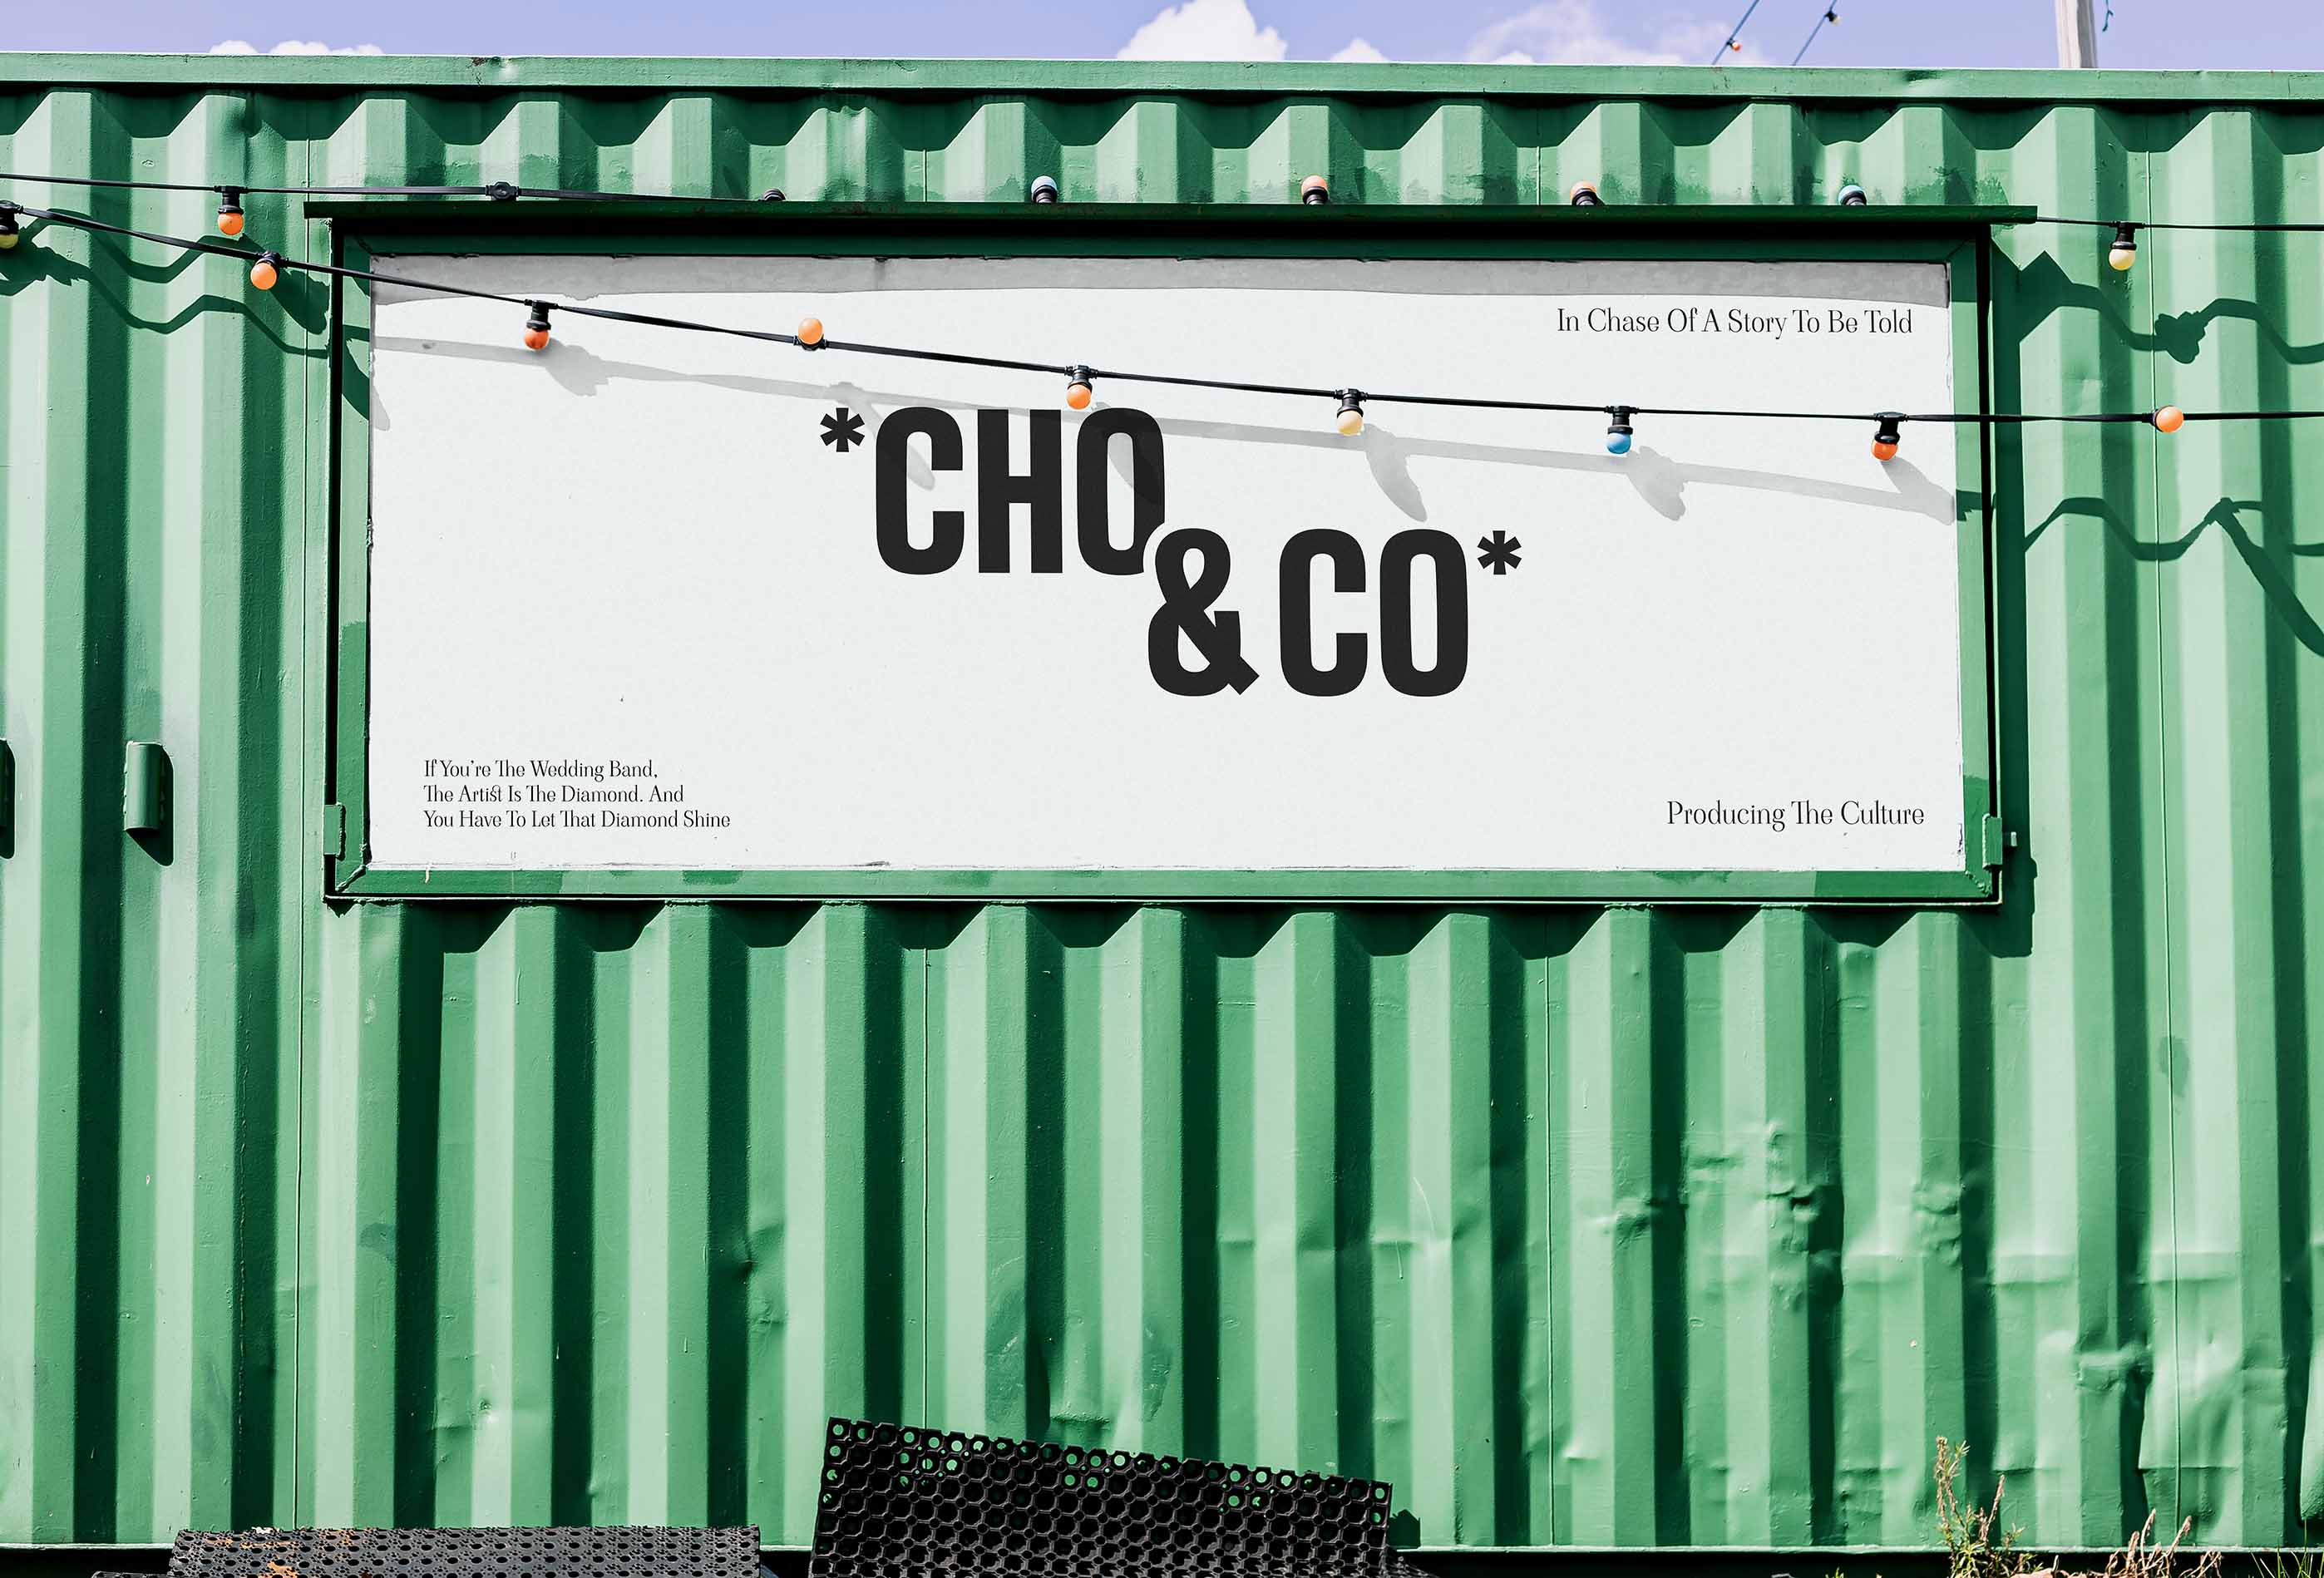 In Chase Of A Story To Be Told
*CHO
& CO*
If You're The Wedding Band,
The Artist Is The Diamond. And
You Have To Let That Diamond Shine
Producing The Culture